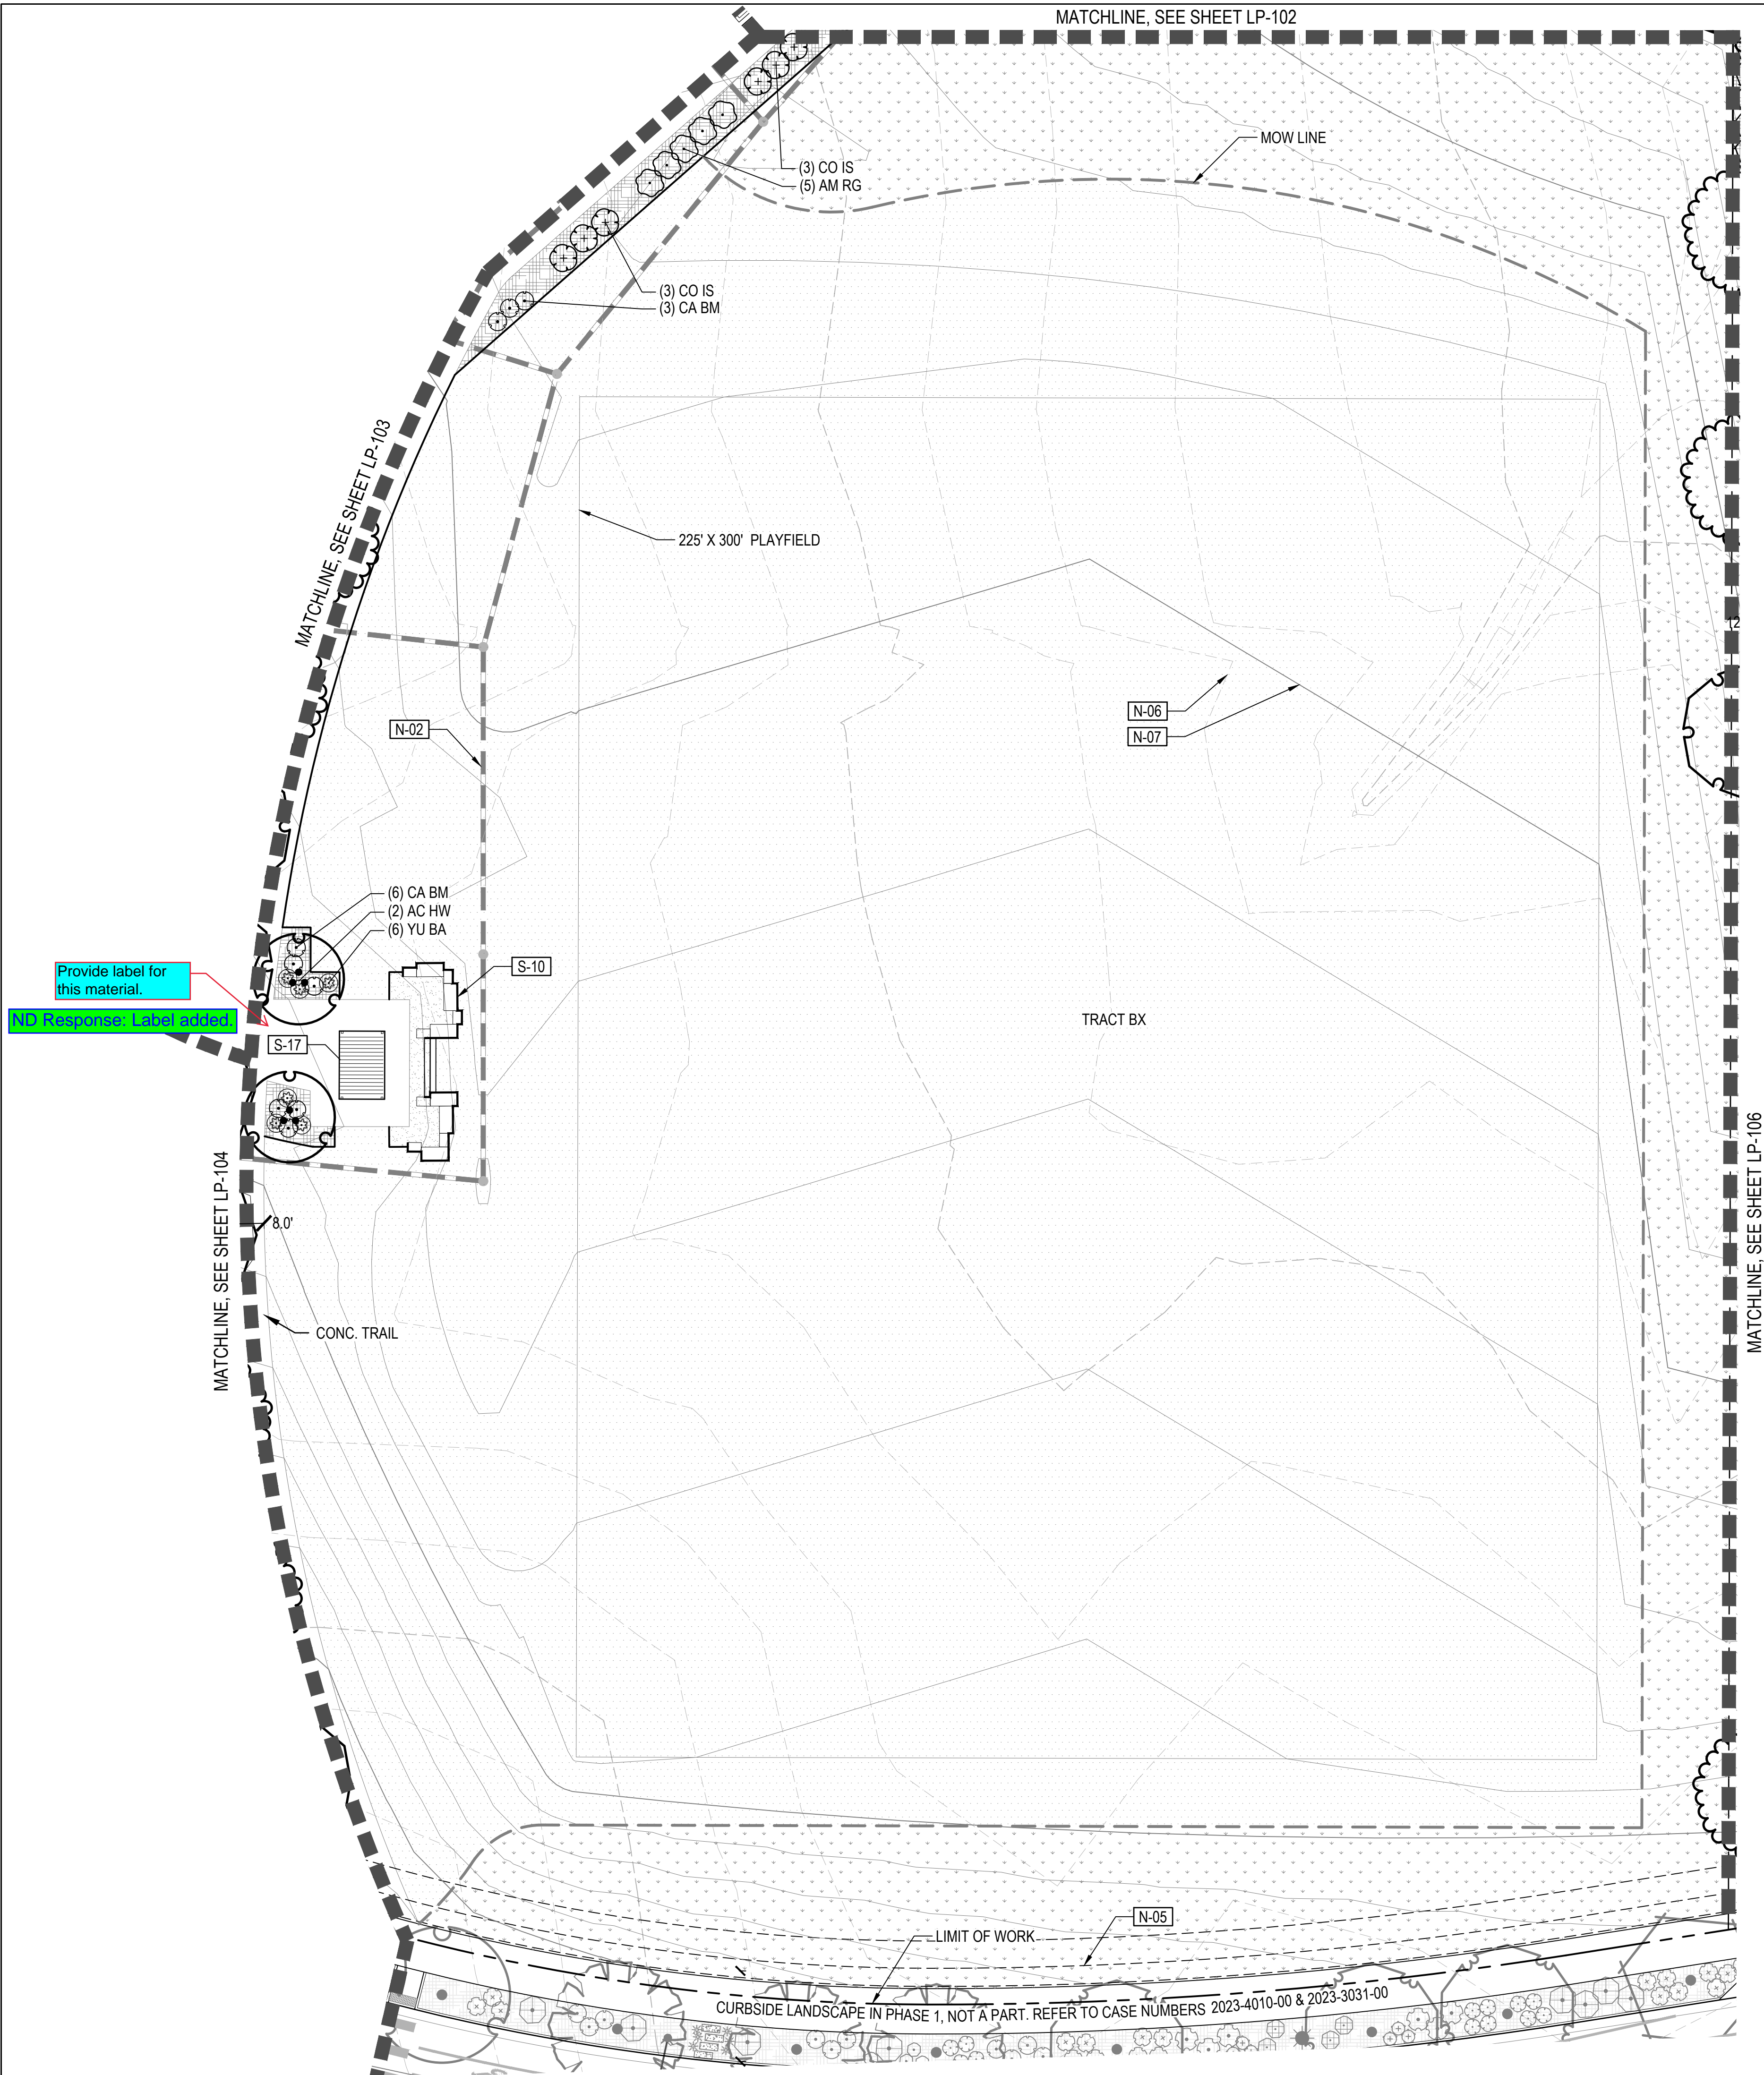 MATCHLINE, SEE SHEET LP-102
MOW LINE
(3) CO IS
(5) AM RG
(3) CO IS
(3) CA BM
MATCHLINE, SEE SHEET LP-103
225' X 300' PLAYFIELD
N-06
N-07
N-02
(6) CA BM
(2) AC HW
(6) YU BA
S-10
Provide label for
this material.
ND Response: Label added.
S-17
TRACT BX
MATCHLINE, SEE SHEET LP-104
8.0'
CONC. TRAIL
MATCHLINE, SEE SHEET LP-106
N-05
LIMIT OF WORK
CURBSIDE LANDSCAPE IN PHASE 1, NOT A PART. REFER TO CASE NUMBERS 2023-4010-00 & 2023-3031-00